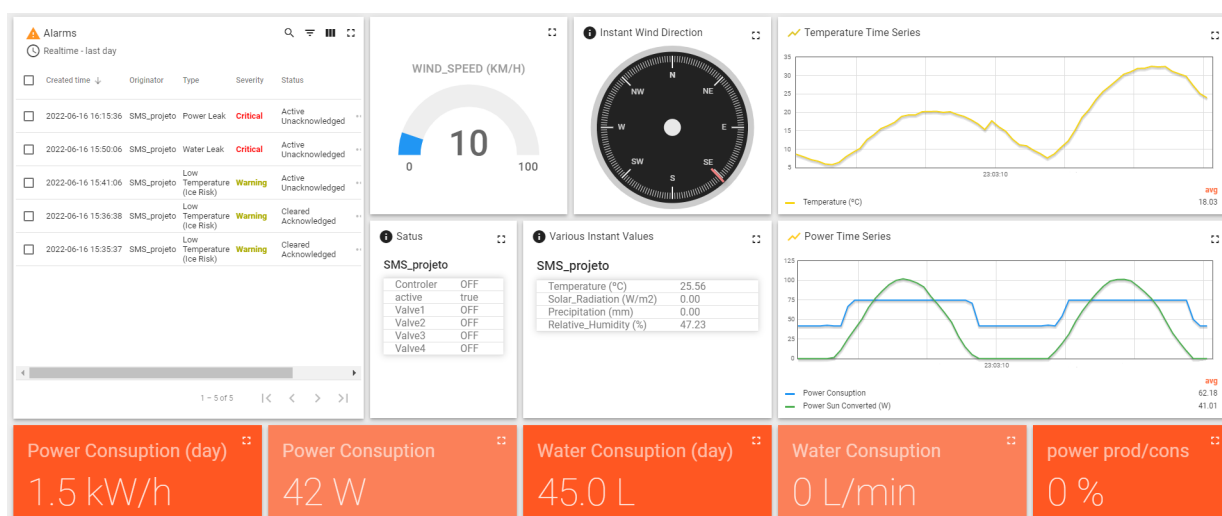 Alarms
Realtime - last day
Created time ↓ Originator Type Severity Status
2022-06-16 16:15:36 SMS_projeto Power Leak Critical Active
Unacknowledged
2022-06-16 15:50:06 SMS_projeto Water Leak Critical Active
Unacknowledged
2022-06-16 15:41:06 SMS_projeto Low
Temperature
(Ice Risk) Warning Active
Unacknowledged
2022-06-16 15:36:38 SMS_projeto Low
Temperature
(Ice Risk) Warning Cleared
Acknowledged
2022-06-16 15:35:37 SMS_projeto Low
Temperature
(Ice Risk) Warning Cleared
Acknowledged
1 – 5 of 5
WIND_SPEED (KM/H)
10
0 100
Instant Wind Direction
N
NW NE
W E
SW SE
S
Temperature Time Series
35
30
25
20
15
10
5
23:03:10
avg
Temperature (ºC) 18.03
Satus
SMS_projeto
Controler OFF
active true
Valve1 OFF
Valve2 OFF
Valve3 OFF
Valve4 OFF
Various Instant Values
SMS_projeto
Temperature (ºC) 25.56
Solar_Radiation (W/m2) 0.00
Precipitation (mm) 0.00
Relative_Humidity (%) 47.23
Power Time Series
125
100
75
50
25
0
23:03:10
avg
Power Consuption 62.18
Power Sun Converted (W) 41.01
Power Consuption (day)
1.5 kW/h
Power Consuption
42 W
Water Consuption (day)
45.0 L
Water Consuption
0 L/min
power prod/cons
0 %